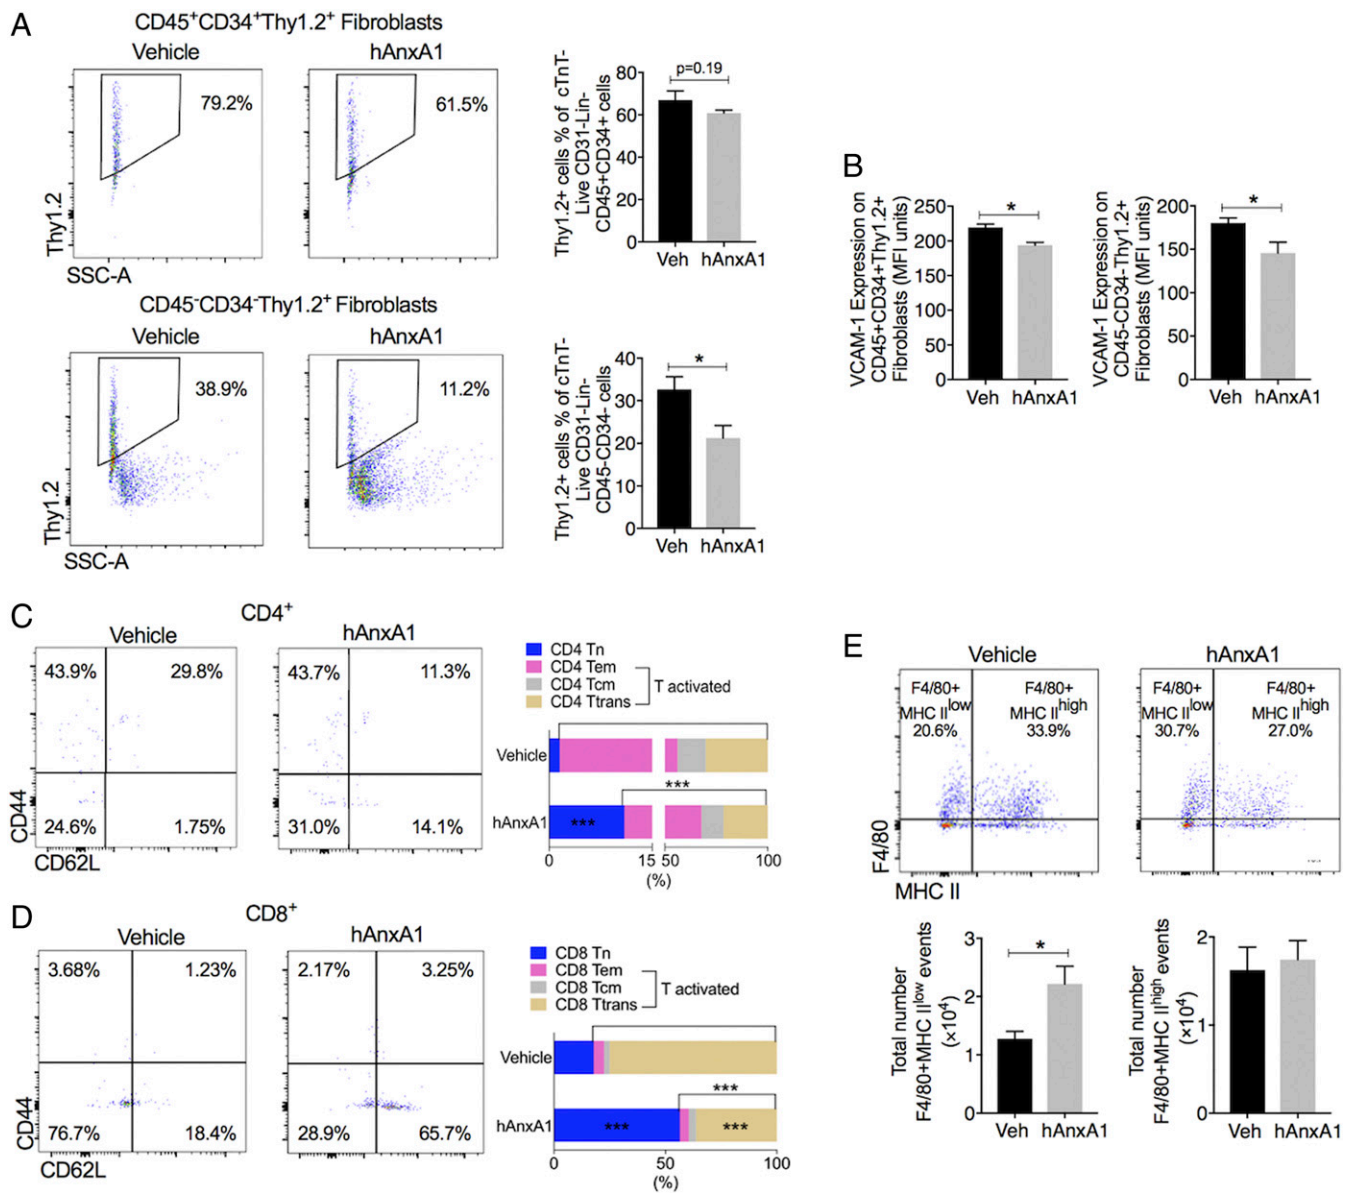 A
CD45+CD34+Thy1.2+ Fibroblasts
Vehicle
hAnxA1
79.2%
61.5%
Thy1.2
SSC-A
Thy1.2+ cells % of cTnT-
Live CD31-Lin-
CD45+CD34+ cells
80
60
40
20
0
p=0.19
Veh hAnxA1
CD45-CD34-Thy1.2+ Fibroblasts
Vehicle
hAnxA1
38.9%
11.2%
Thy1.2
SSC-A
Thy1.2+ cells % of cTnT-
Live CD31-Lin-
CD45-CD34- cells
40
30
20
10
0
*
Veh hAnxA1
B
VCAM-1 Expression on
CD45+CD34+Thy1.2+
Fibroblasts (MFI units)
250
200
150
100
50
0
*
Veh hAnxA1
VCAM-1 Expression on
CD45-CD34-Thy1.2+
Fibroblasts (MFI units)
200
150
100
50
0
*
Veh hAnxA1
C
CD4+
Vehicle
hAnxA1
43.9%
29.8%
24.6%
1.75%
43.7%
11.3%
31.0%
14.1%
CD44
CD62L
CD4 Tn
CD4 Tem
CD4 Tcm
CD4 Ttrans
T activated
Vehicle
***
hAnxA1
***
0 15 50 100
(%)
D
CD8+
Vehicle
hAnxA1
3.68%
1.23%
76.7%
18.4%
2.17%
3.25%
28.9%
65.7%
CD44
CD62L
CD8 Tn
CD8 Tem
CD8 Tcm
CD8 Ttrans
T activated
Vehicle
***
hAnxA1
*** ***
0 50 100
(%)
E
Vehicle
hAnxA1
F4/80+
MHC IIlow
20.6%
F4/80+
MHC IIhigh
33.9%
F4/80+
MHC IIlow
30.7%
F4/80+
MHC IIhigh
27.0%
F4/80
MHC II
Total number
F4/80+MHC IIlow events
(×10⁴)
3
2
1
0
*
Veh hAnxA1
Total number
F4/80+MHC IIhigh events
(×10⁴)
2
1
0
Veh hAnxA1